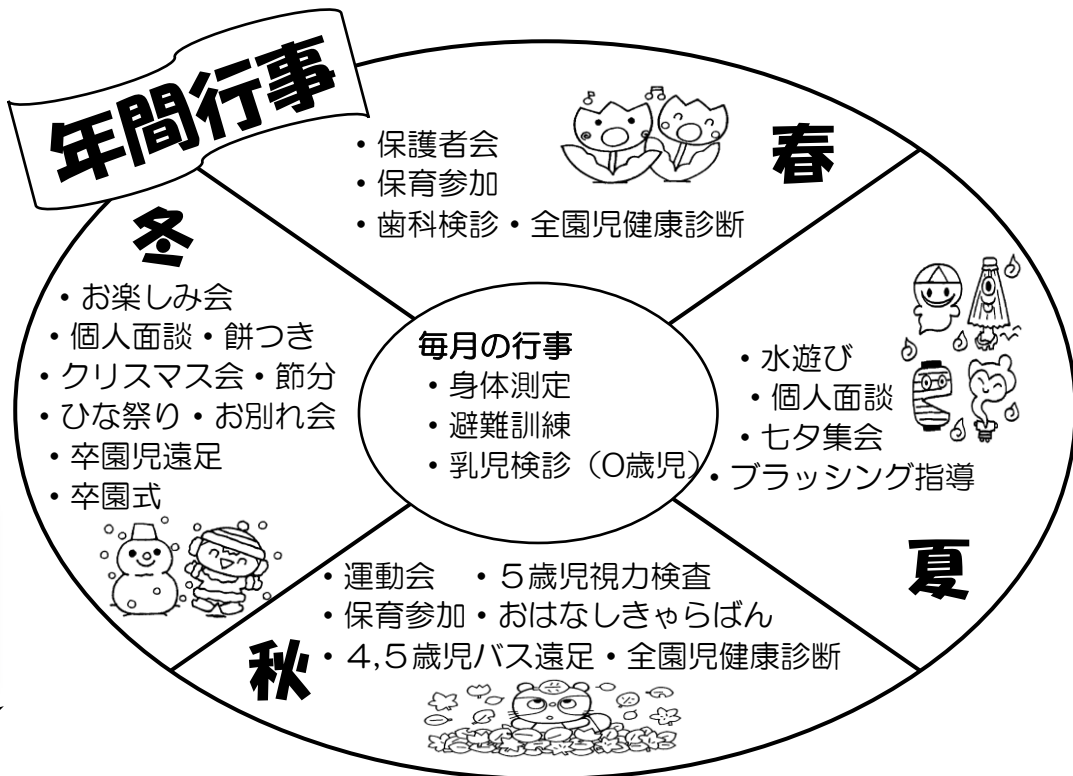 年間行事
春
・保護者会
・保育参加
・歯科検診・全園児健康診断
夏
・水遊び
・個人面談
・七夕集会
・ブラッシング指導
秋
・運動会　・５歳児視力検査
・保育参加・おはなしきゃらばん
・４,５歳児バス遠足・全園児健康診断
冬
・お楽しみ会
・個人面談・餅つき
・クリスマス会・節分
・ひな祭り・お別れ会
・卒園児遠足
・卒園式
毎月の行事
・身体測定
・避難訓練
・乳児検診（０歳児）